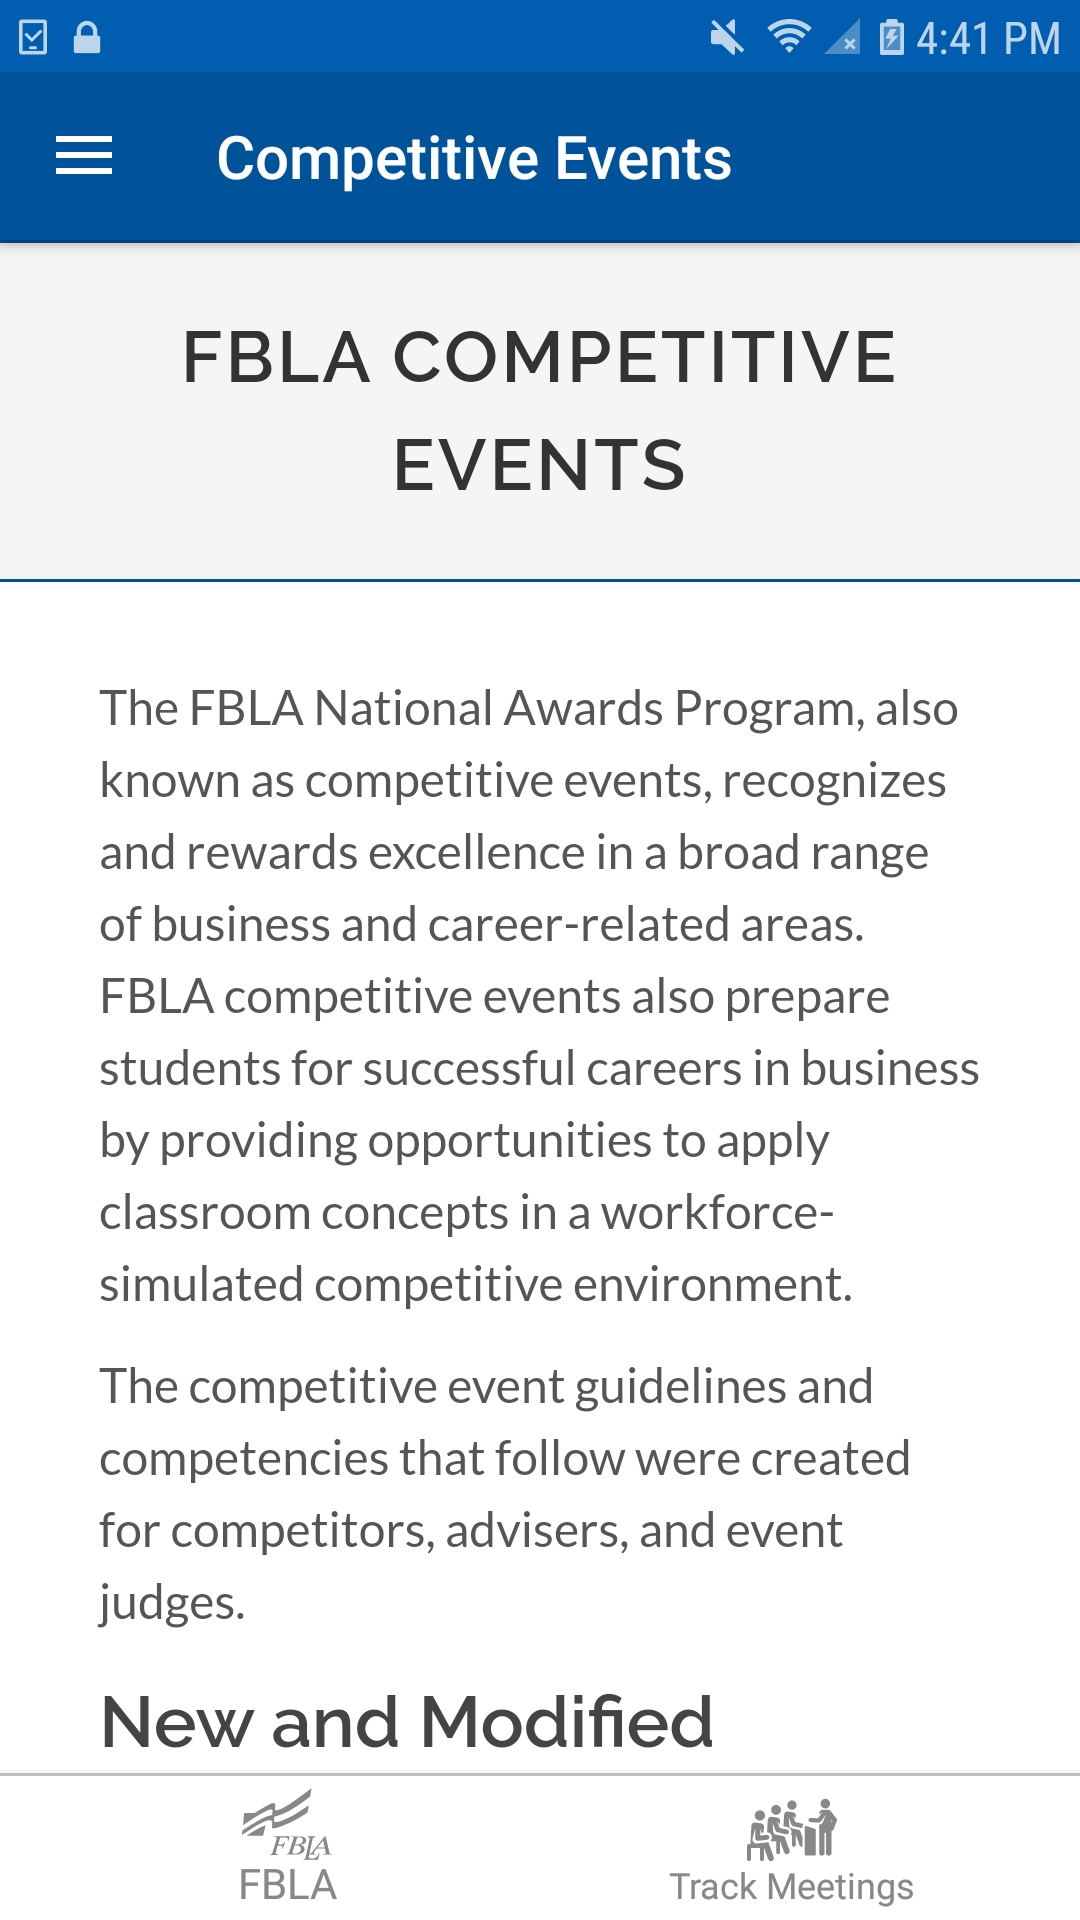 4:41 PM
Competitive Events
FBLA COMPETITIVE
EVENTS
The FBLA National Awards Program, also
known as competitive events, recognizes
and rewards excellence in a broad range
of business and career-related areas.
FBLA competitive events also prepare
students for successful careers in business
by providing opportunities to apply
classroom concepts in a workforce-
simulated competitive environment.
The competitive event guidelines and
competencies that follow were created
for competitors, advisers, and event
judges.
New and Modified
FBLA
FBLA
Track Meetings